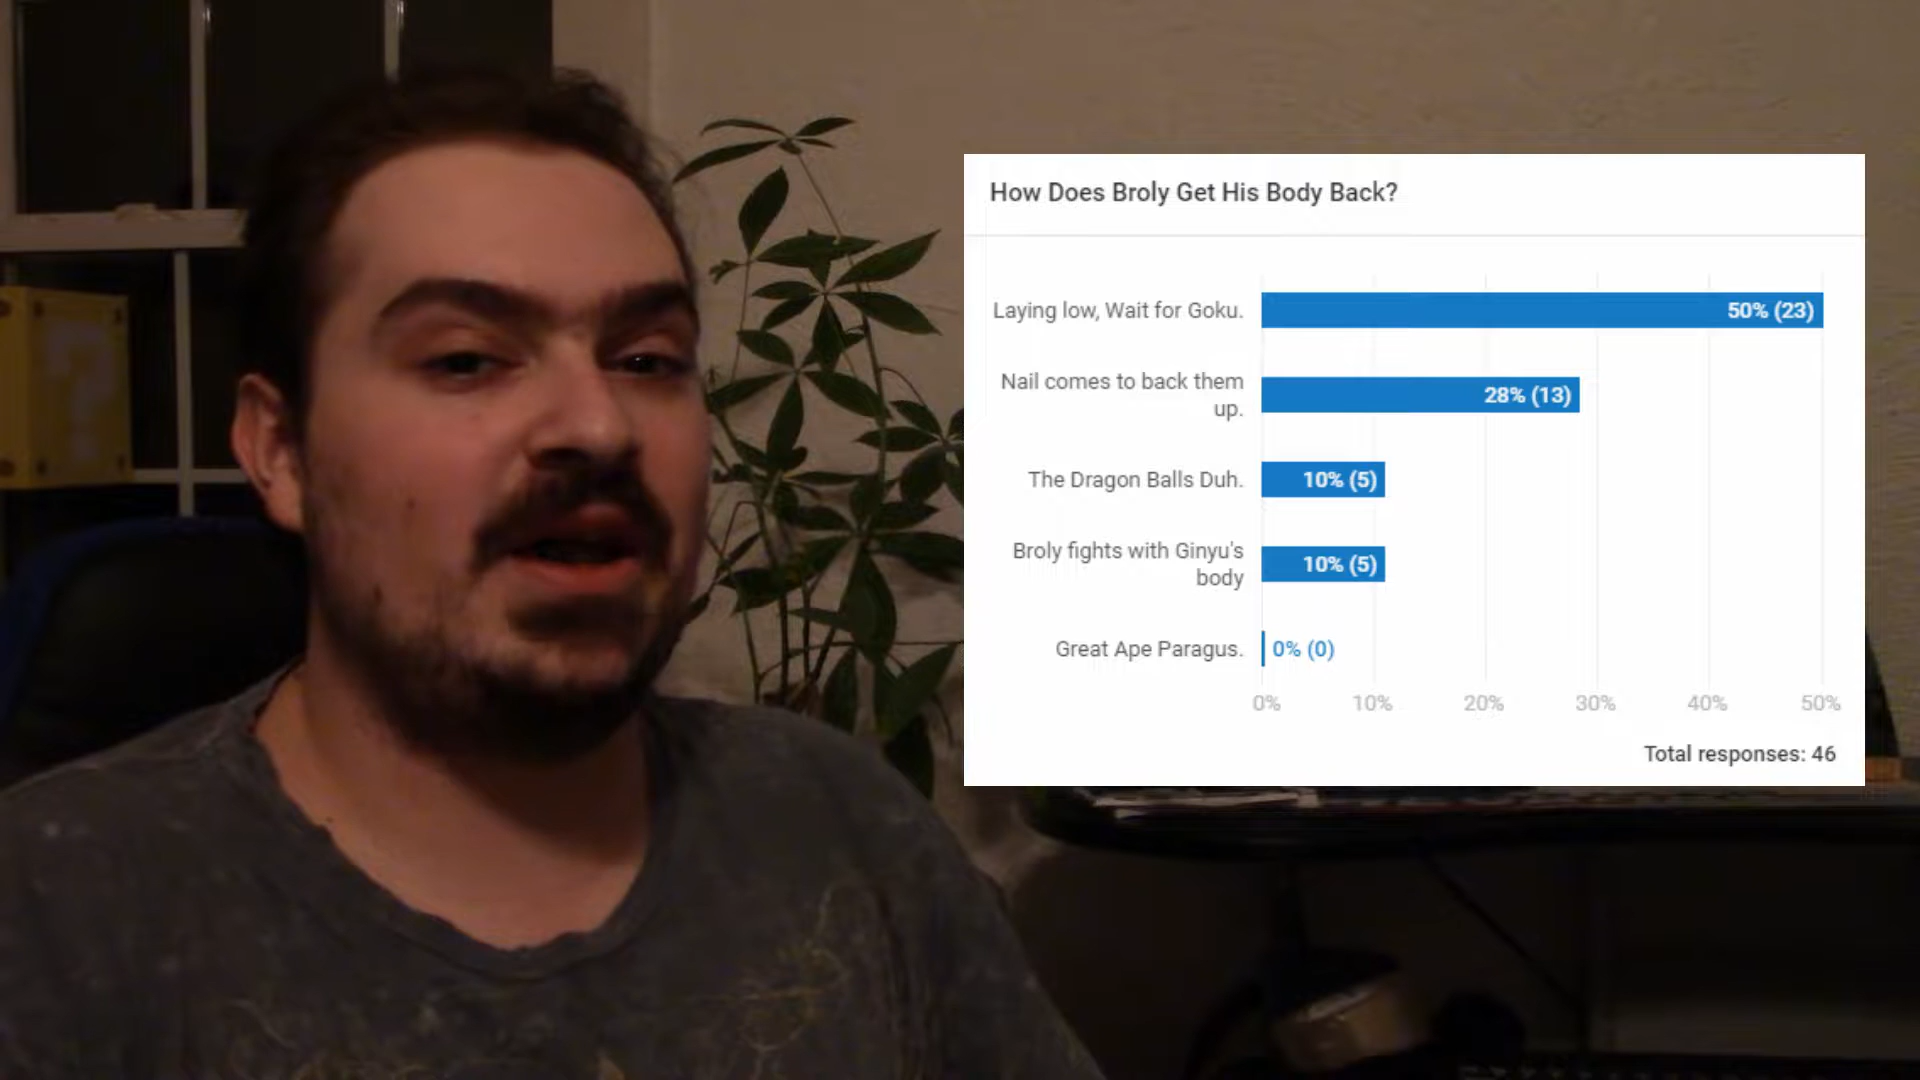 How Does Broly Get His Body Back?
Laying low, Wait for Goku.
50% (23)
Nail comes to back them
up.
28% (13)
The Dragon Balls Duh.
10% (5)
Broly fights with Ginyu's
body
10% (5)
Great Ape Paragus.
0% (0)
0% 10% 20% 30% 40% 50%
Total responses: 46